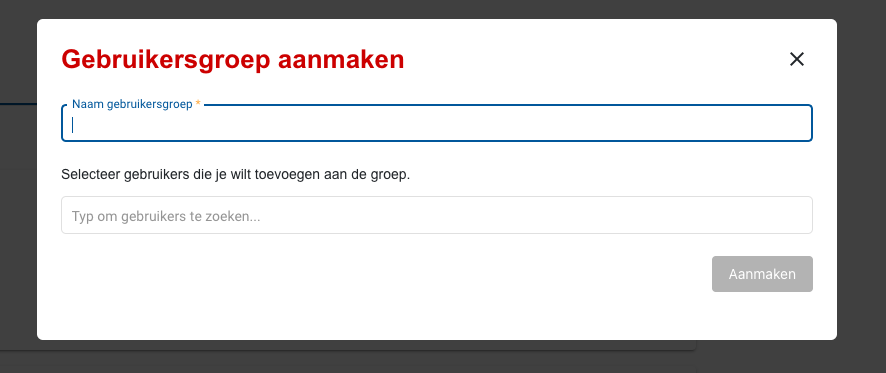 Gebruikersgroep aanmaken
Naam gebruikersgroep *
Selecteer gebruikers die je wilt toevoegen aan de groep.
Typ om gebruikers te zoeken...
Aanmaken